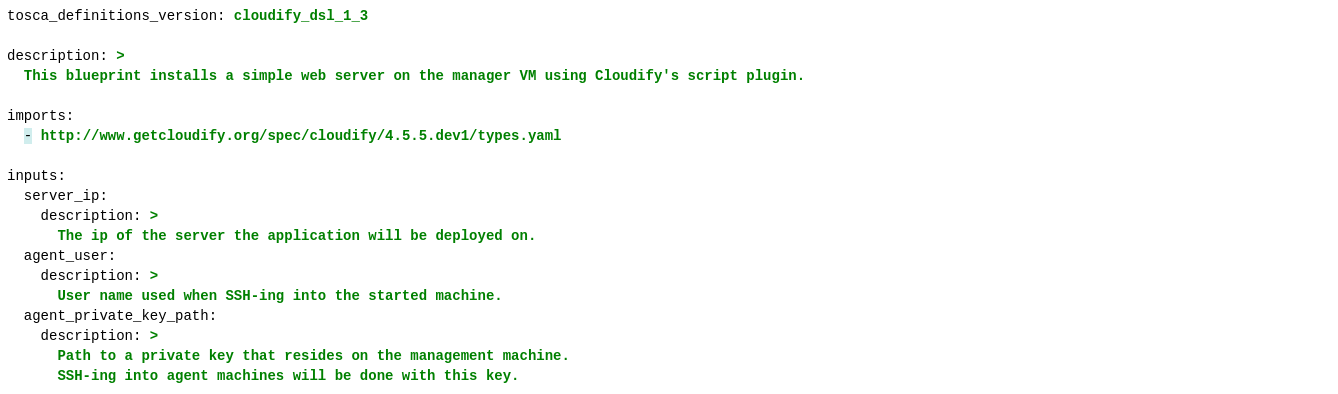 tosca_definitions_version: cloudify_dsl_1_3

description: >
  This blueprint installs a simple web server on the manager VM using Cloudify's script plugin.

imports:
  - http://www.getcloudify.org/spec/cloudify/4.5.5.dev1/types.yaml

inputs:
  server_ip:
    description: >
      The ip of the server the application will be deployed on.
  agent_user:
    description: >
      User name used when SSH-ing into the started machine.
  agent_private_key_path:
    description: >
      Path to a private key that resides on the management machine.
      SSH-ing into agent machines will be done with this key.